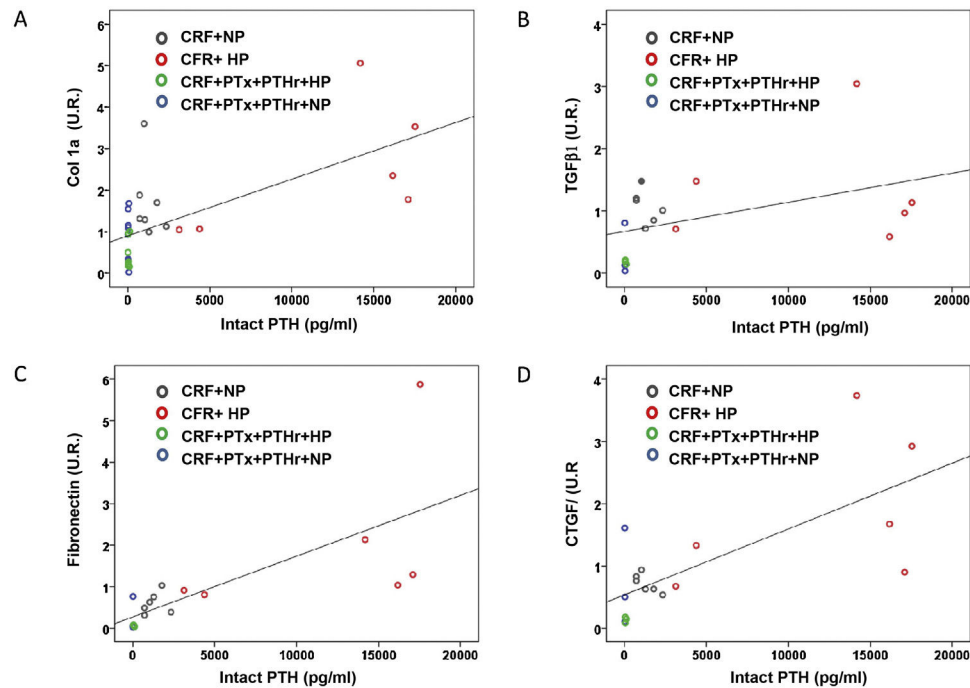 A
6
5
4
3
2
1
0
Col 1a (U.R.)
CRF+NP
CFR+ HP
CRF+PTx+PTHr+HP
CRF+PTx+PTHr+NP
0 5000 10000 15000 20000
Intact PTH (pg/ml)
B
4
3
2
1
0
TGFβ1 (U.R.)
CRF+NP
CFR+ HP
CRF+PTx+PTHr+HP
CRF+PTx+PTHr+NP
0 5000 10000 15000 20000
Intact PTH (pg/ml)
C
6
5
4
3
2
1
0
Fibronectin (U.R.)
CRF+NP
CFR+ HP
CRF+PTx+PTHr+HP
CRF+PTx+PTHr+NP
0 5000 10000 15000 20000
Intact PTH (pg/ml)
D
4
3
2
1
0
CTGF/ (U.R
CRF+NP
CFR+ HP
CRF+PTx+PTHr+HP
CRF+PTx+PTHr+NP
0 5000 10000 15000 20000
Intact PTH (pg/ml)